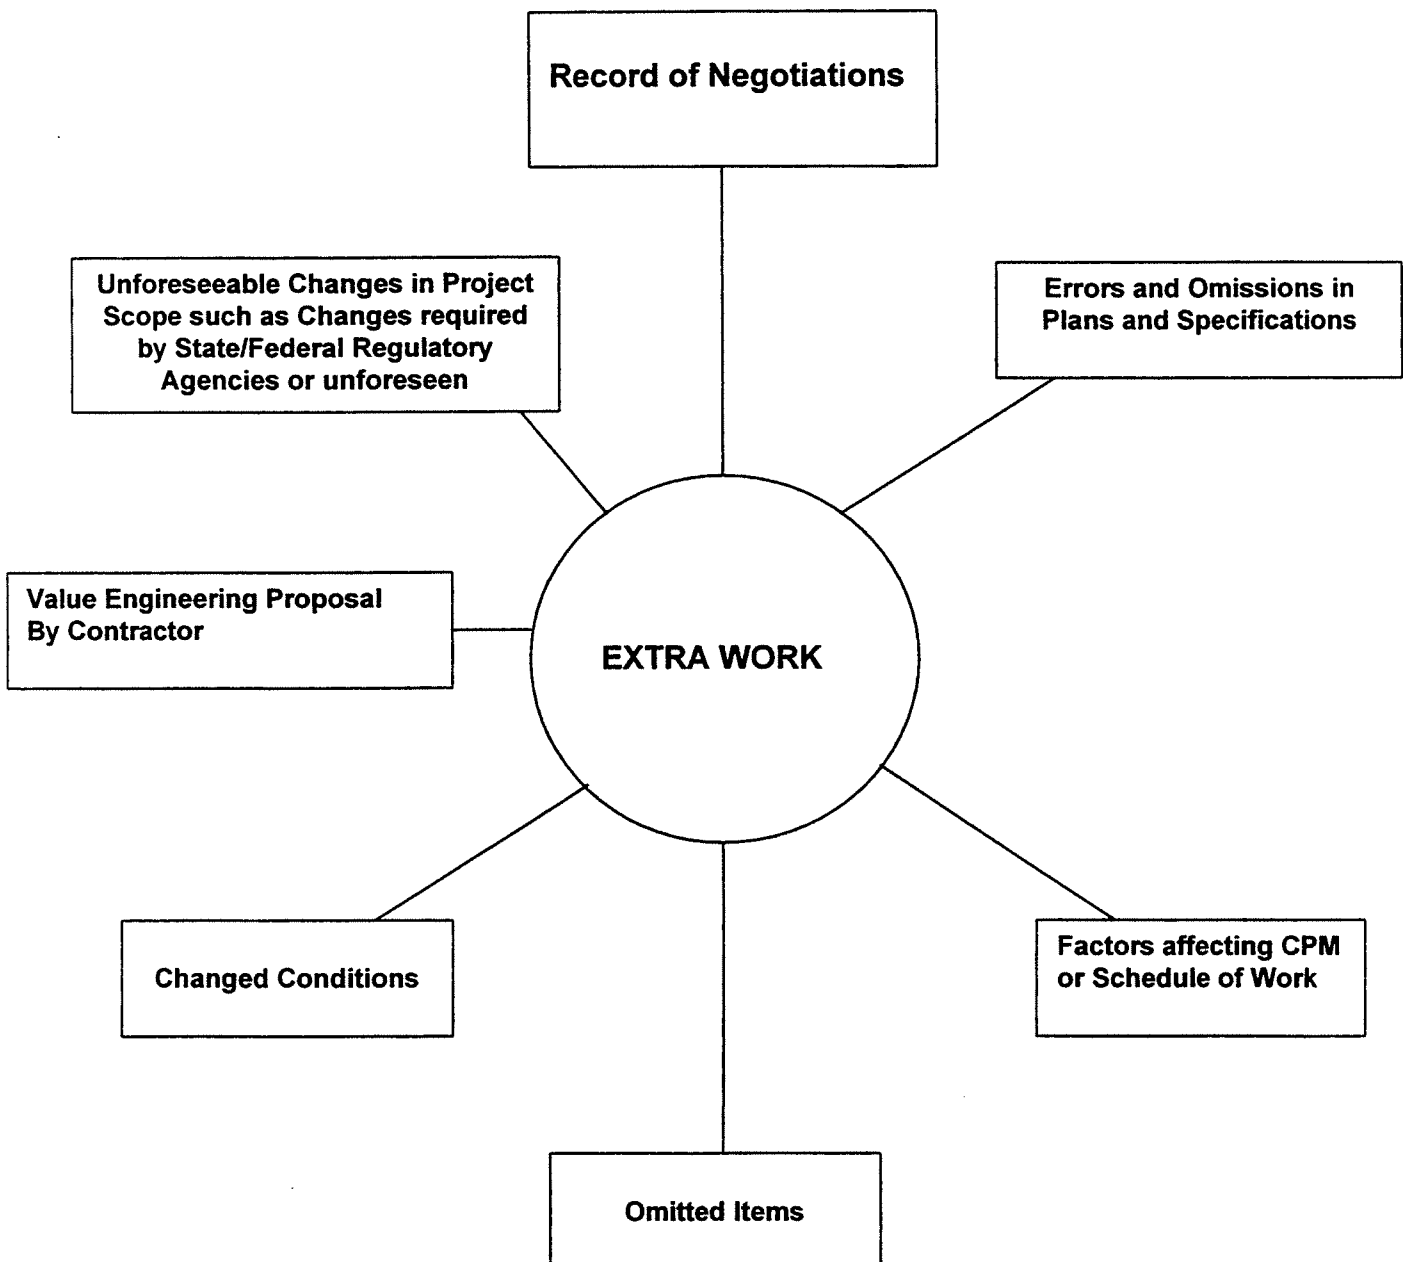 Record of Negotiations
Unforeseeable Changes in Project
Scope such as Changes required
by State/Federal Regulatory
Agencies or unforeseen
Errors and Omissions in
Plans and Specifications
Value Engineering Proposal
By Contractor
EXTRA WORK
Changed Conditions
Factors affecting CPM
or Schedule of Work
Omitted Items